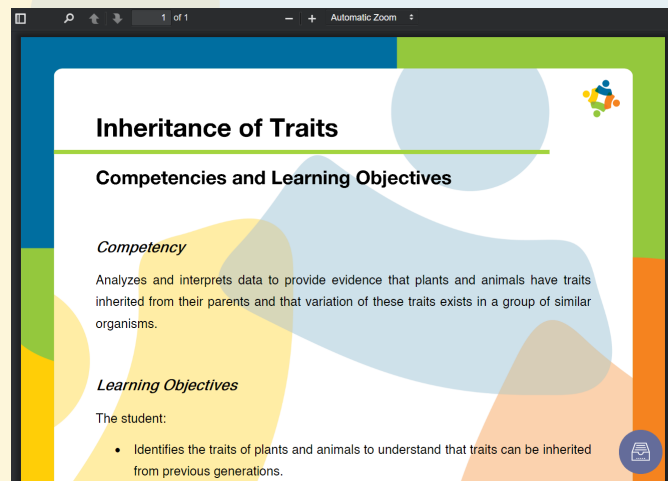 1 of 1
Automatic Zoom
Inheritance of Traits
Competencies and Learning Objectives
Competency
Analyzes and interprets data to provide evidence that plants and animals have traits
inherited from their parents and that variation of these traits exists in a group of similar
organisms.
Learning Objectives
The student:
• Identifies the traits of plants and animals to understand that traits can be inherited
from previous generations.